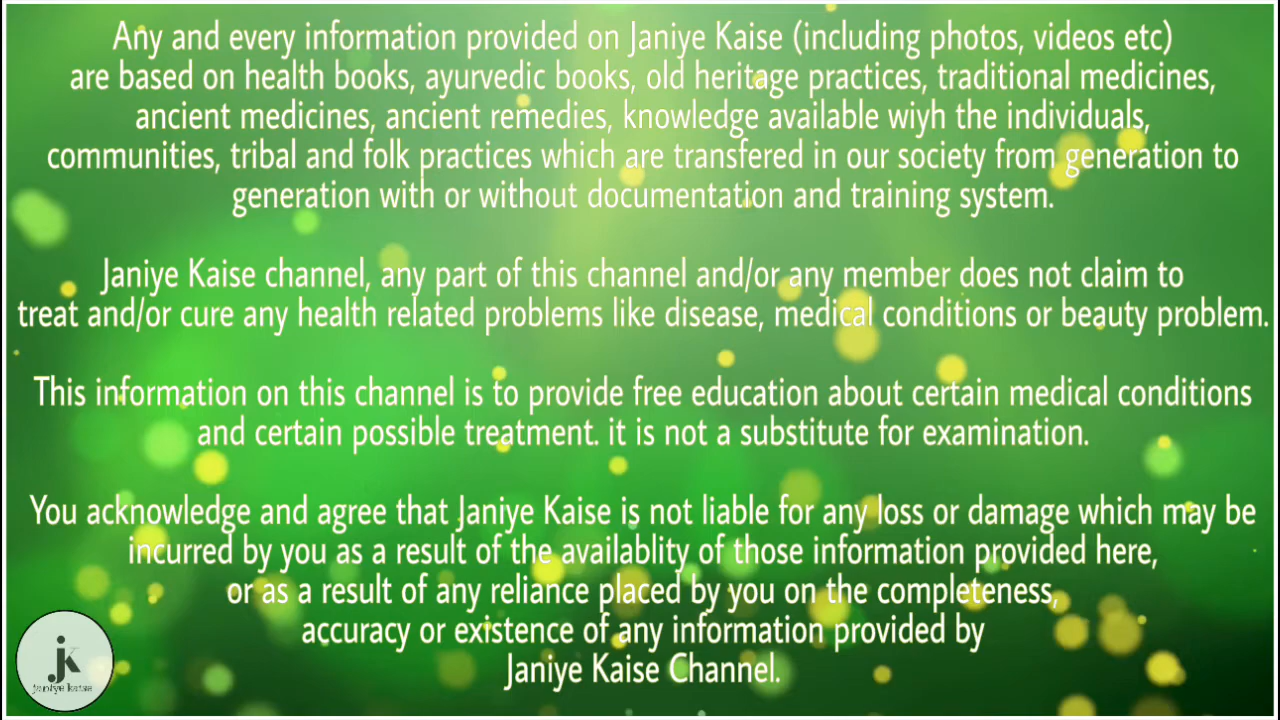 Any and every information provided on Janiye Kaise (including photos, videos etc)
are based on health books, ayurvedic books, old heritage practices, traditional medicines,
ancient medicines, ancient remedies, knowledge available wiyh the individuals,
communities, tribal and folk practices which are transfered in our society from generation to
generation with or without documentation and training system.
Janiye Kaise channel, any part of this channel and/or any member does not claim to
treat and/or cure any health related problems like disease, medical conditions or beauty problem.
This information on this channel is to provide free education about certain medical conditions
and certain possible treatment. it is not a substitute for examination.
You acknowledge and agree that Janiye Kaise is not liable for any loss or damage which may be
incurred by you as a result of the availablity of those information provided here,
or as a result of any reliance placed by you on the completeness,
accuracy or existence of any information provided by
Janiye Kaise Channel.
jk
janiye kaise